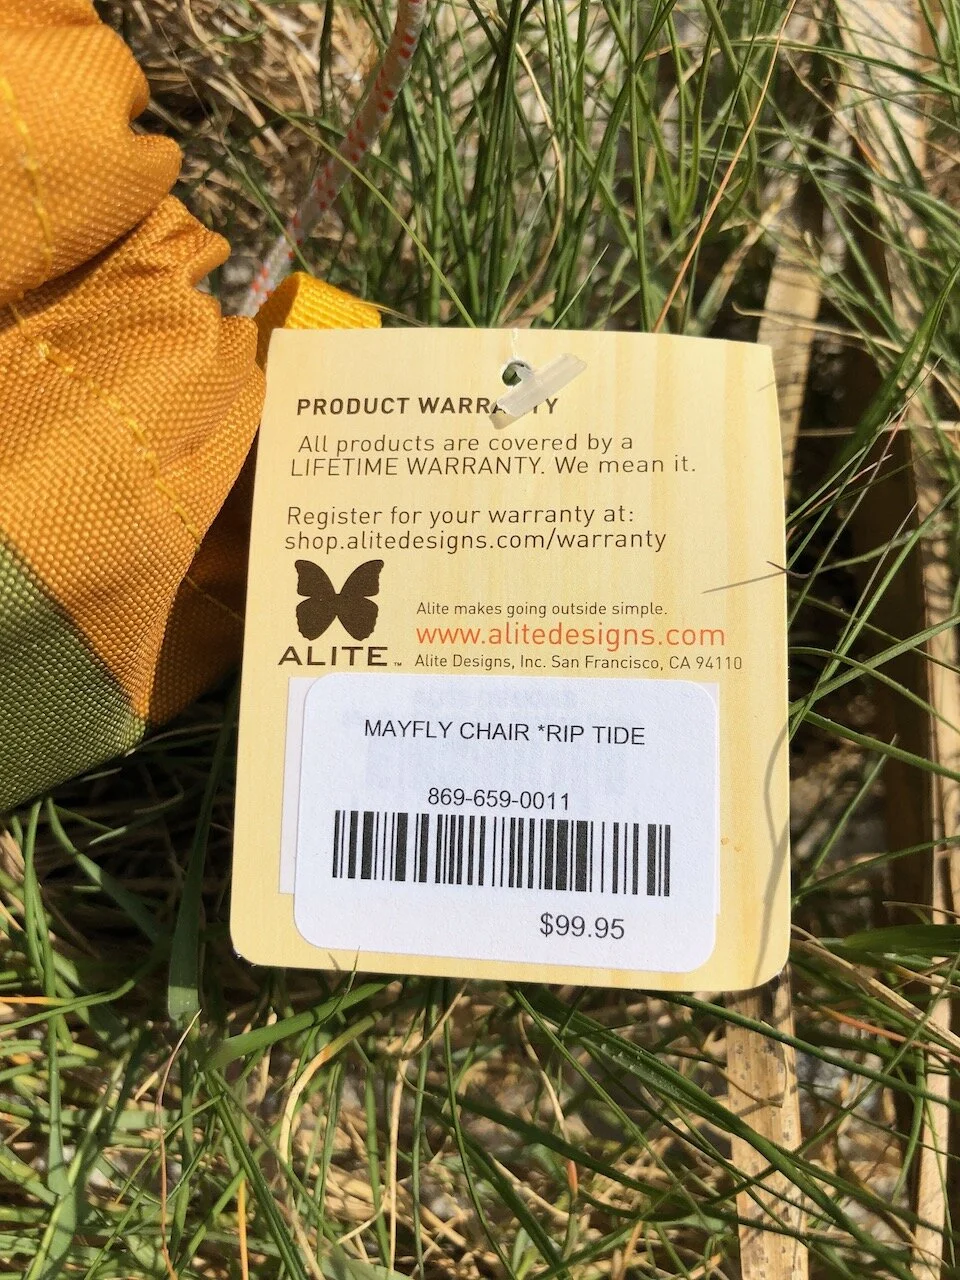 PRODUCT WARRANTY
All products are covered by a
LIFETIME WARRANTY. We mean it.
Register for your warranty at:
shop.alitedesigns.com/warranty
Alite makes going outside simple.
www.alitedesigns.com
ALITE™ Alite Designs, Inc. San Francisco, CA 94110
MAYFLY CHAIR *RIP TIDE
869-659-0011
$99.95